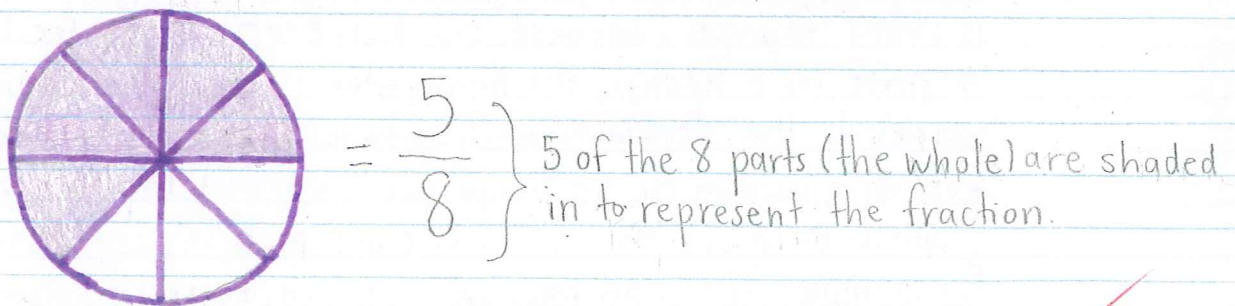 = 5/8 } 5 of the 8 parts (the whole) are shaded
in to represent the fraction.